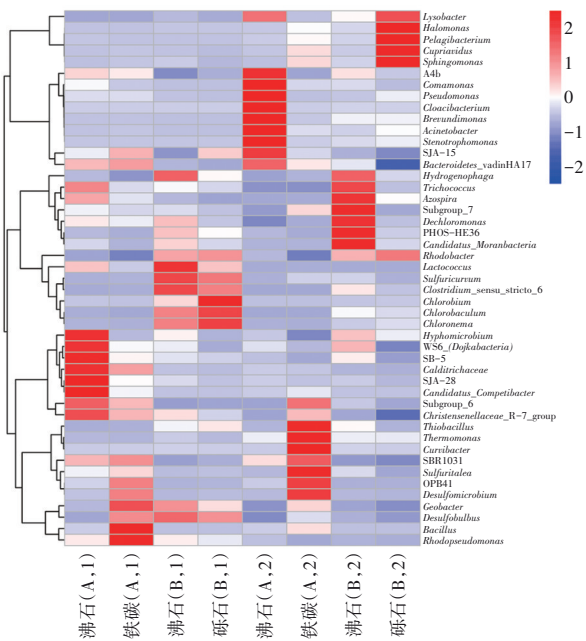 Lysobacter
Halomonas
Pelagibacterium
Cupriavidus
Sphingomonas
A4b
Comamonas
Pseudomonas
Cloacibacterium
Brevundimonas
Acinetobacter
Stenotrophomonas
SJA-15
Bacteroidetes_vadinHA17
Hydrogenophaga
Trichococcus
Azospira
Subgroup_7
Dechloromonas
PHOS-HE36
Candidatus_Moranbacteria
Rhodobacter
Lactococcus
Sulfuricurvum
Clostridium_sensu_stricto_6
Chlorobium
Chlorobaculum
Chloronema
Hyphomicrobium
WS6_(Dojkabacteria)
SB-5
Calditrichaceae
SJA-28
Candidatus_Competibacter
Subgroup_6
Christensenellaceae_R-7_group
Thiobacillus
Thermomonas
Curvibacter
SBR1031
Sulfuritalea
OPB41
Desulfomicrobium
Geobacter
Desulfobulbus
Bacillus
Rhodopseudomonas
2
1
0
−1
−2
沸石(A,1)
铁碳(A,1)
沸石(B,1)
砾石(B,1)
沸石(A,2)
铁碳(A,2)
沸石(B,2)
砾石(B,2)